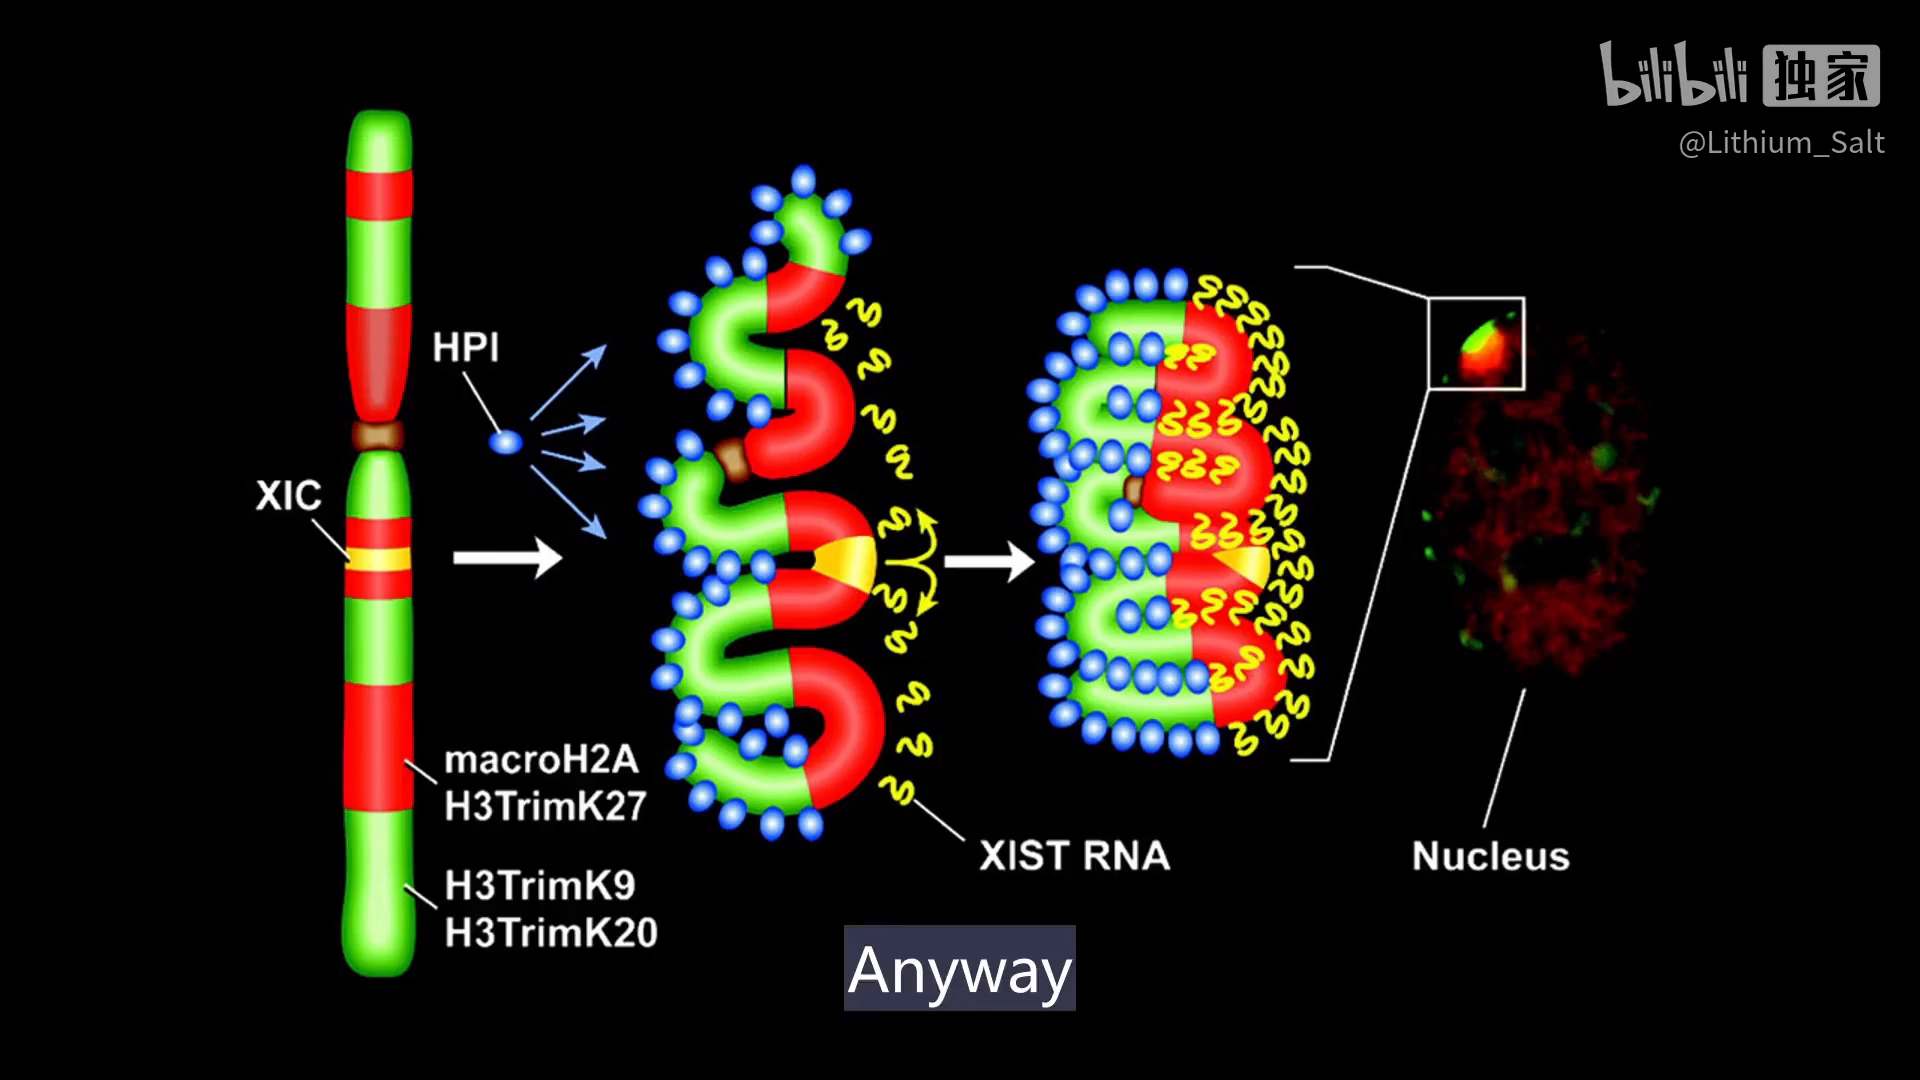 bilibili 独家
@Lithium_Salt
HPI
XIC
macroH2A
H3TrimK27
H3TrimK9
H3TrimK20
XIST RNA
Nucleus
Anyway